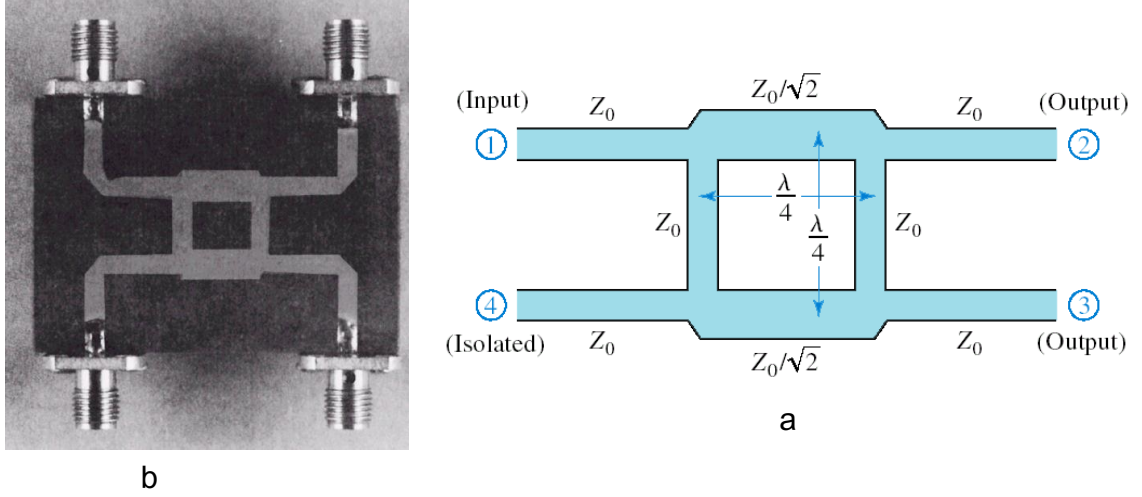 Z₀/√2
(Input) Z₀ Z₀ (Output)
1 2
λ/4
Z₀ λ/4 Z₀
4 3
(Isolated) Z₀ Z₀ (Output)
Z₀/√2
a
b